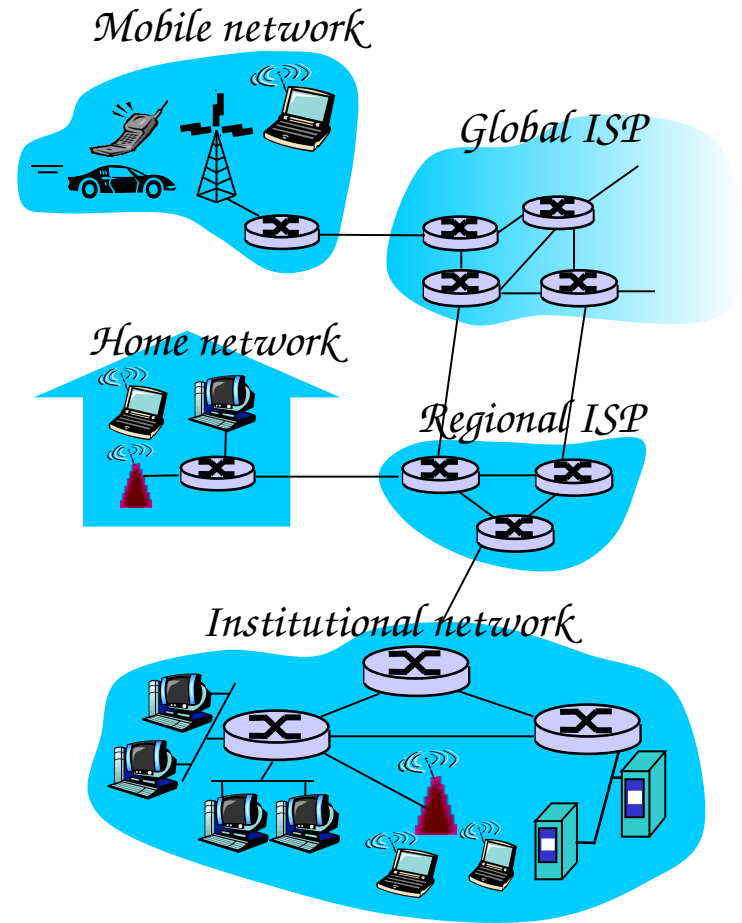 Mobile network
Global ISP
Home network
Regional ISP
Institutional network